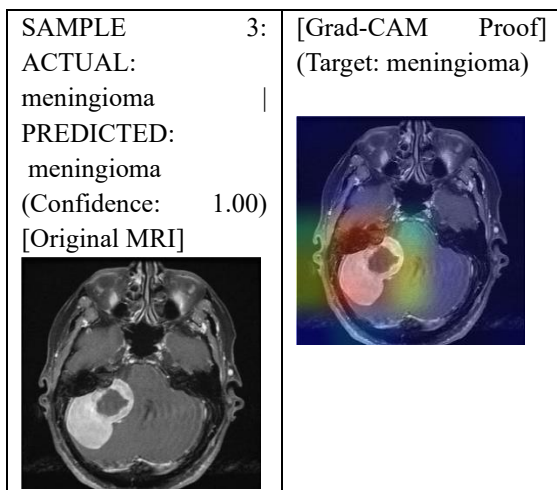 SAMPLE 3:
ACTUAL:
meningioma |
PREDICTED:
meningioma
(Confidence: 1.00)
[Original MRI]
[Grad-CAM Proof]
(Target: meningioma)